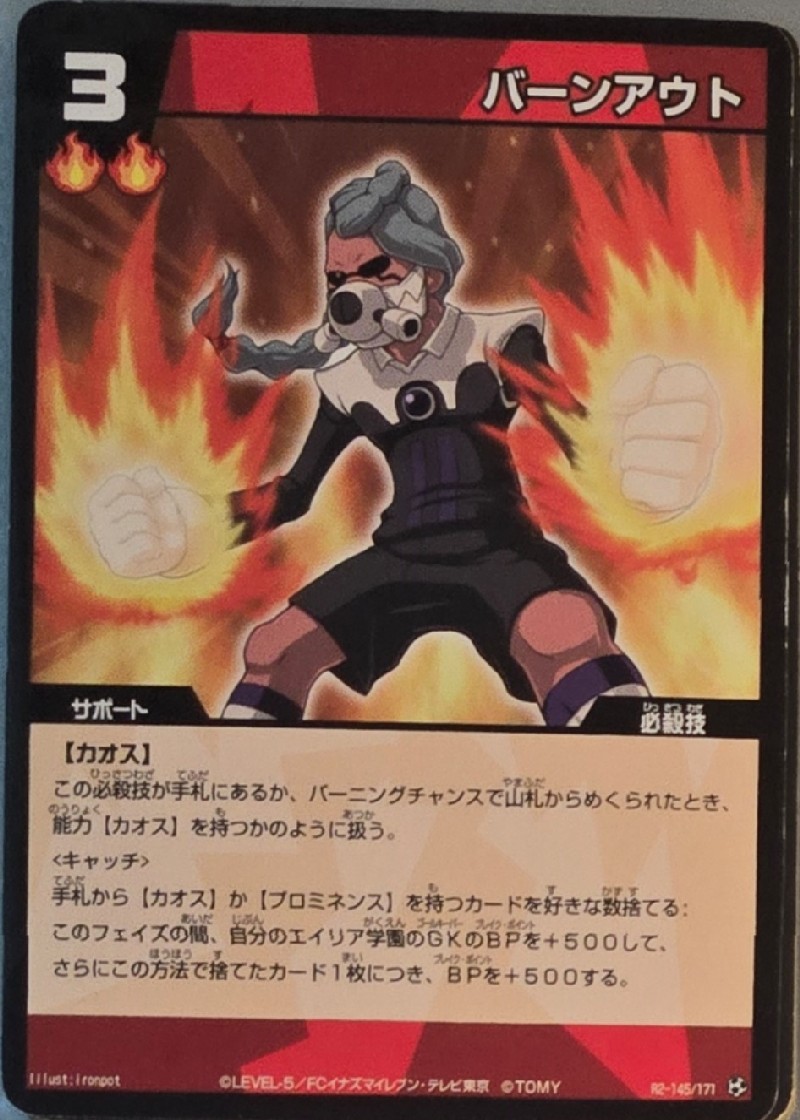 3
バーンアウト
サポート
必殺技
【カオス】
この必殺技が手札にあるか、バーニングチャンスで山札からめくられたとき、
能力【カオス】を持つかのように扱う。
<キャッチ>
手札から【カオス】か【プロミネンス】を持つカードを好きな数捨てる:
このフェイズの間、自分のエイリア学園のGKのBPを+500して、
さらにこの方法で捨てたカード1枚につき、BPを+500する。
Illust:ironpot
©LEVEL-5/FCイナズマイレブン・テレビ東京 ©TOMY
R2-145/171